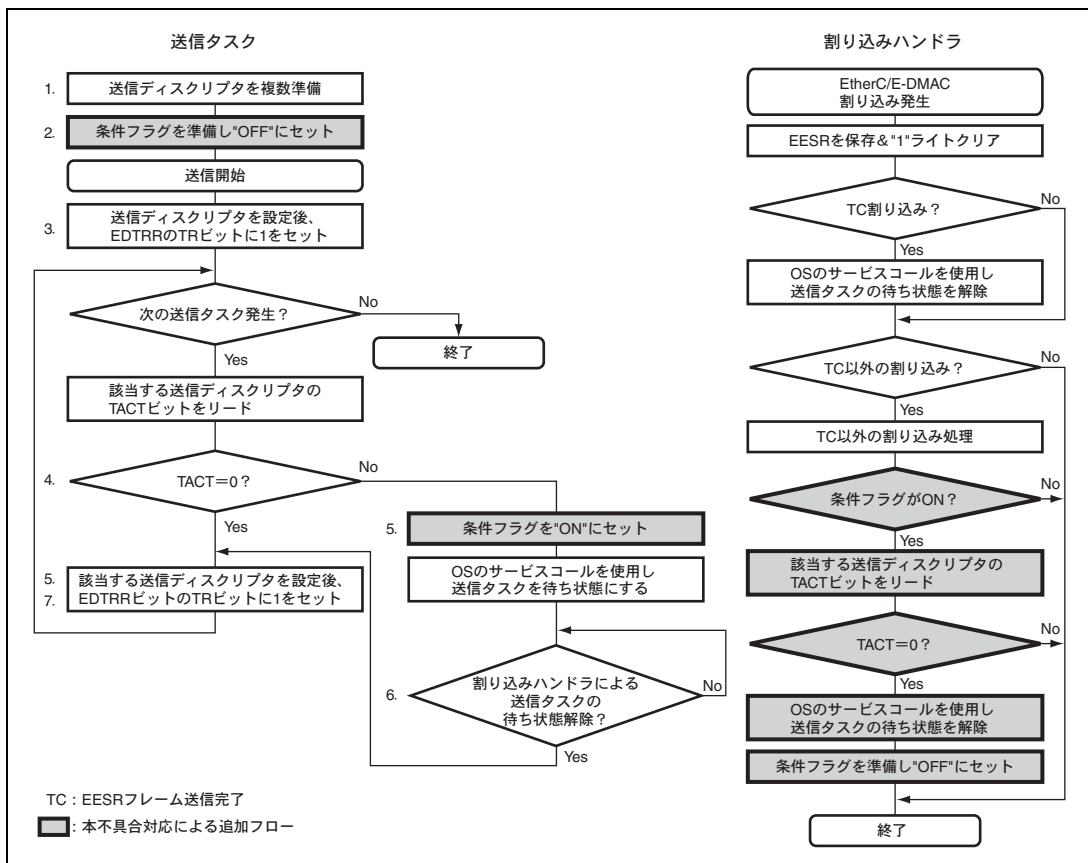 送信タスク
1.
送信ディスクリプタを複数準備
2.
条件フラグを準備し"OFF"にセット
送信開始
3.
送信ディスクリプタを設定後、
EDTRRのTRビットに1をセット
次の送信タスク発生？
No
終了
Yes
該当する送信ディスクリプタの
TACTビットをリード
4.
TACT＝0？
No
Yes
5.
条件フラグを"ON"にセット
OSのサービスコールを使用し
送信タスクを待ち状態にする
5.
7.
該当する送信ディスクリプタを設定後、
EDTRRビットのTRビットに1をセット
6.
割り込みハンドラによる
送信タスクの
待ち状態解除？
No
Yes
TC：EESRフレーム送信完了
：本不具合対応による追加フロー
割り込みハンドラ
EtherC/E-DMAC
割り込み発生
EESRを保存＆"1"ライトクリア
TC割り込み？
No
Yes
OSのサービスコールを使用し
送信タスクの待ち状態を解除
TC以外の割り込み？
No
Yes
TC以外の割り込み処理
条件フラグがON？
No
Yes
該当する送信ディスクリプタの
TACTビットをリード
TACT＝0？
No
Yes
OSのサービスコールを使用し
送信タスクの待ち状態を解除
条件フラグを準備し"OFF"にセット
終了